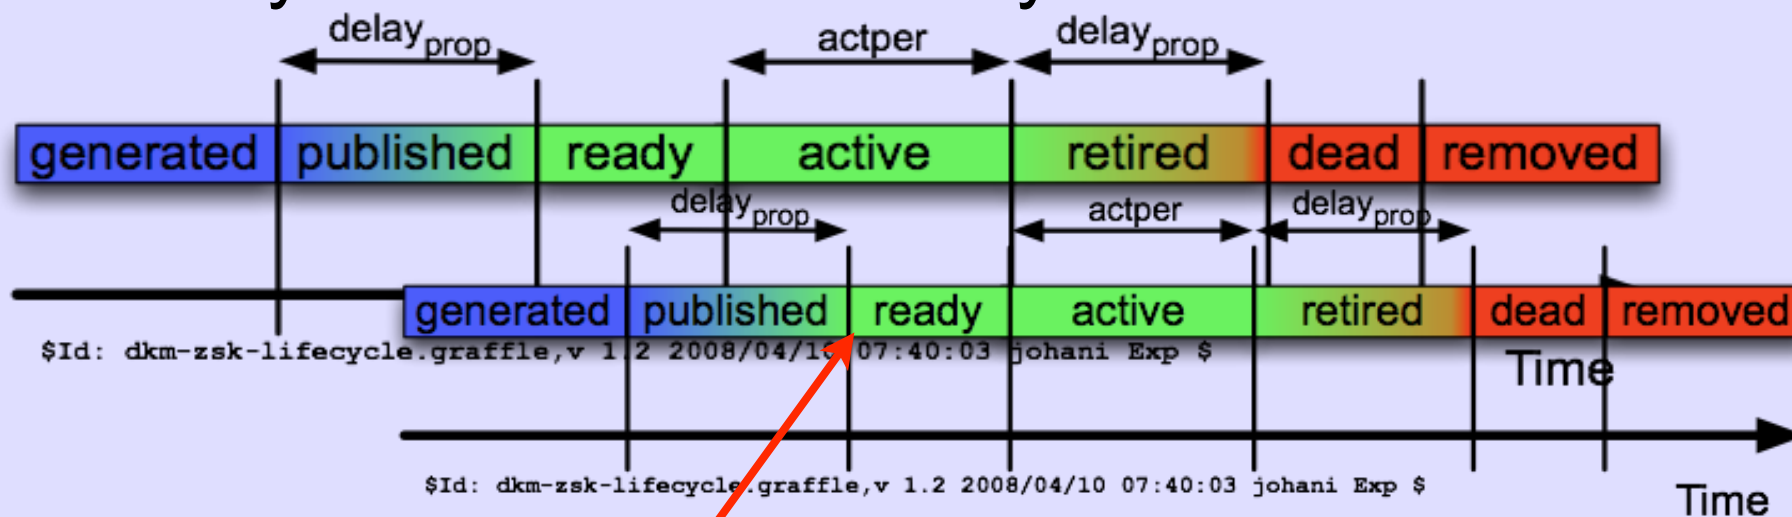 delayprop actper delayprop
generated published ready active retired dead removed
delayprop actper delayprop
generated published ready active retired dead removed
$Id: dkm-zsk-lifecycle.graffle,v 1.2 2008/04/10 07:40:03 johani Exp $
Time
$Id: dkm-zsk-lifecycle.graffle,v 1.2 2008/04/10 07:40:03 johani Exp $
Time